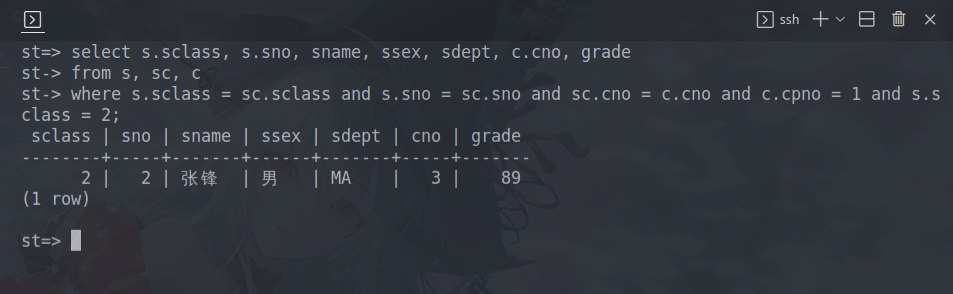 ssh
st=> select s.sclass, s.sno, sname, ssex, sdept, c.cno, grade
st-> from s, sc, c
st-> where s.sclass = sc.sclass and s.sno = sc.sno and sc.cno = c.cno and c.cpno = 1 and s.s
class = 2;
 sclass | sno | sname | ssex | sdept | cno | grade
--------+-----+-------+------+-------+-----+-------
      2 |   2 | 张锋  | 男   | MA    |   3 |    89
(1 row)
st=>